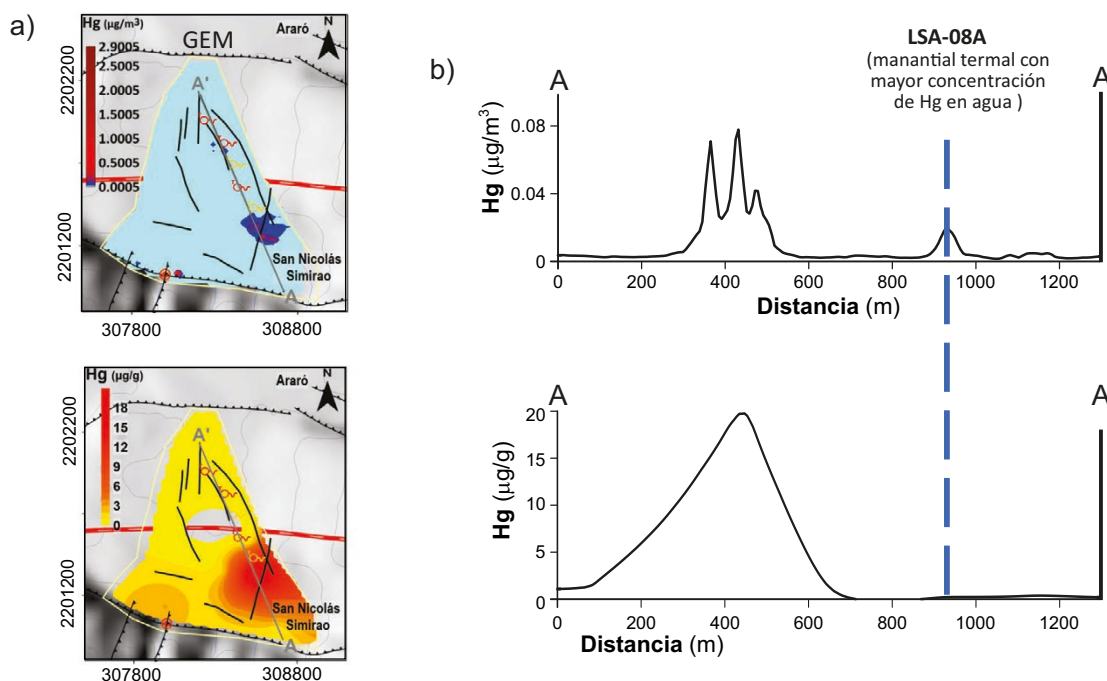 a)
Hg (µg/m³)
GEM
Araró
N
2.9005
2.5005
2.0005
1.5005
1.0005
0.5005
0.0005
A'
San Nicolás
Simirao
A
2202200
2201200
307800
308800
Hg (µg/g)
Araró
N
18
15
12
9
6
3
0
A'
San Nicolás
Simirao
A
2202200
2201200
307800
308800
b)
LSA-08A
(manantial termal con
mayor concentración
de Hg en agua )
A
A
Hg (µg/m³)
0.08
0.04
0
0 200 400 600 800 1000 1200
Distancia (m)
A
A
Hg (µg/g)
20
15
10
5
0
0 200 400 600 800 1000 1200
Distancia (m)